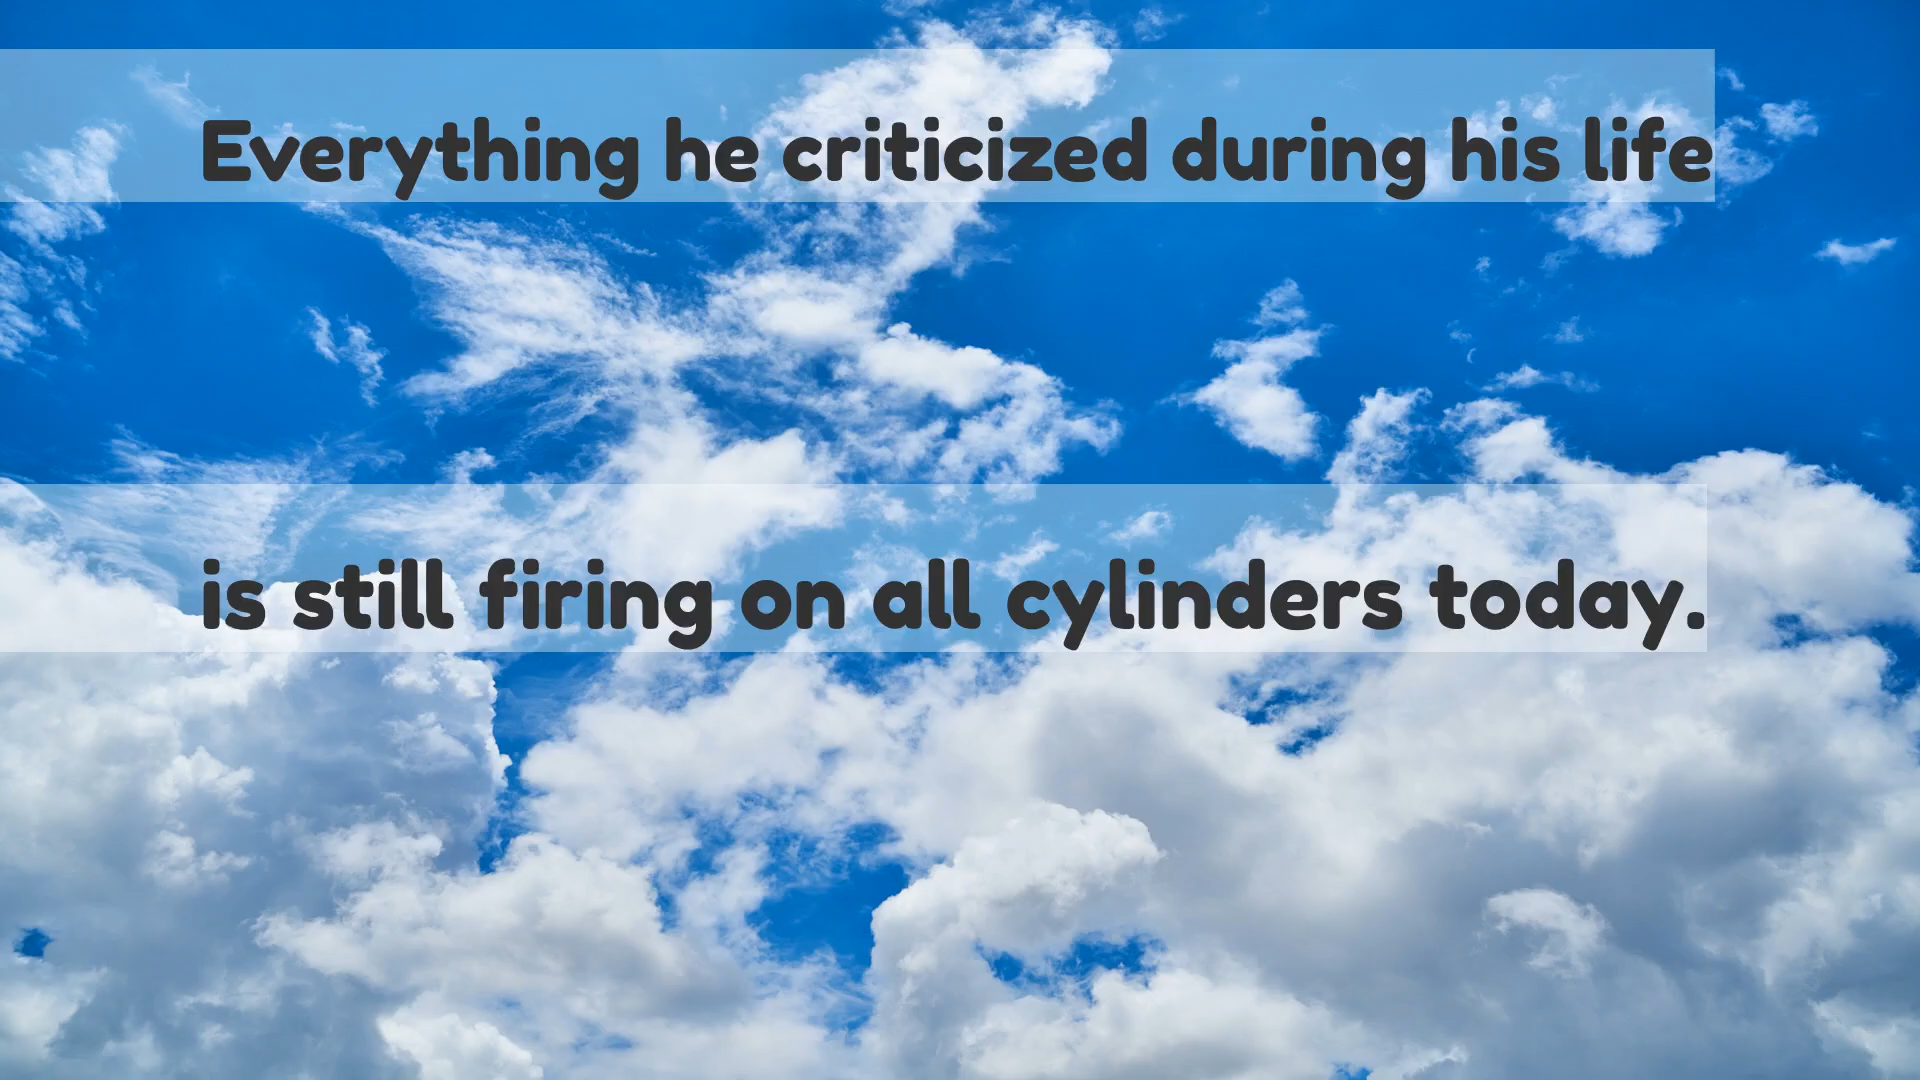 Everything he criticized during his life
is still firing on all cylinders today.